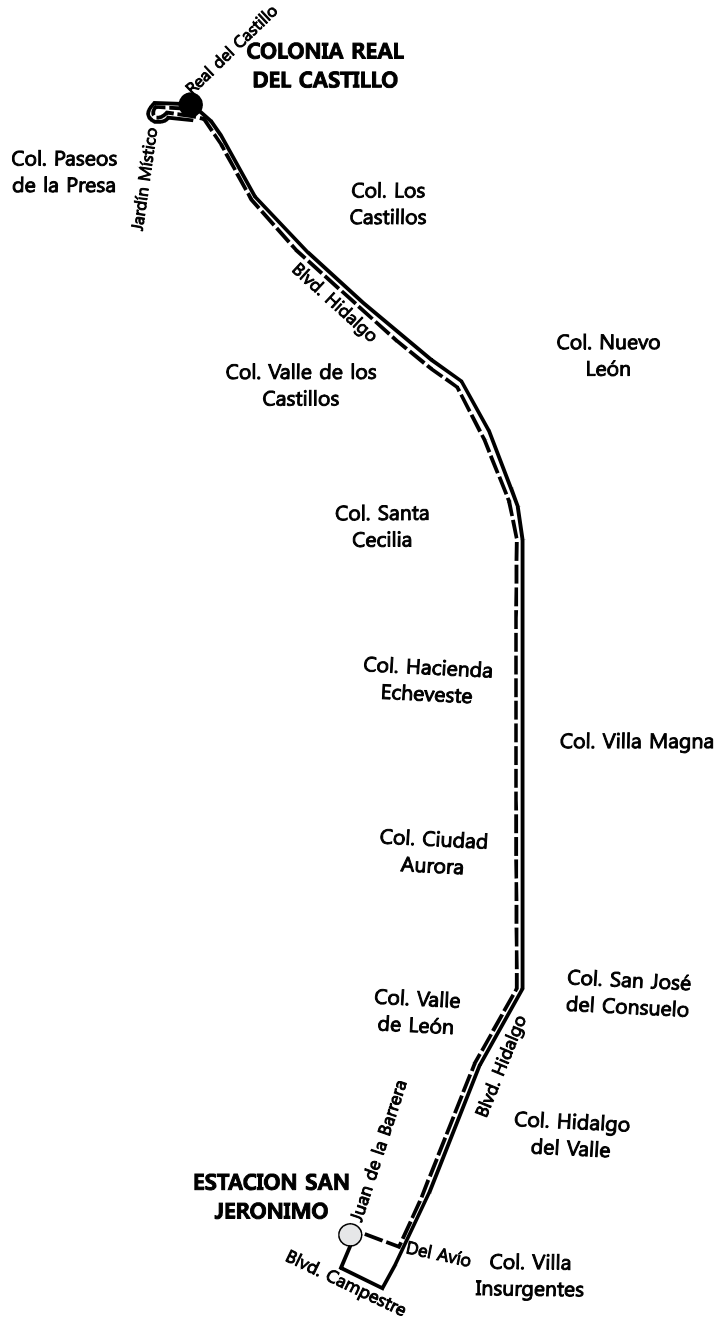 Real del Castillo
COLONIA REAL
DEL CASTILLO
Col. Paseos
de la Presa
Jardín Místico
Col. Los
Castillos
Blvd. Hidalgo
Col. Nuevo
León
Col. Valle de los
Castillos
Col. Santa
Cecilia
Col. Hacienda
Echeveste
Col. Villa Magna
Col. Ciudad
Aurora
Col. San José
del Consuelo
Col. Valle
de León
Blvd. Hidalgo
Col. Hidalgo
del Valle
Juan de la Barrera
ESTACION SAN
JERONIMO
Del Avío
Col. Villa
Insurgentes
Blvd. Campestre